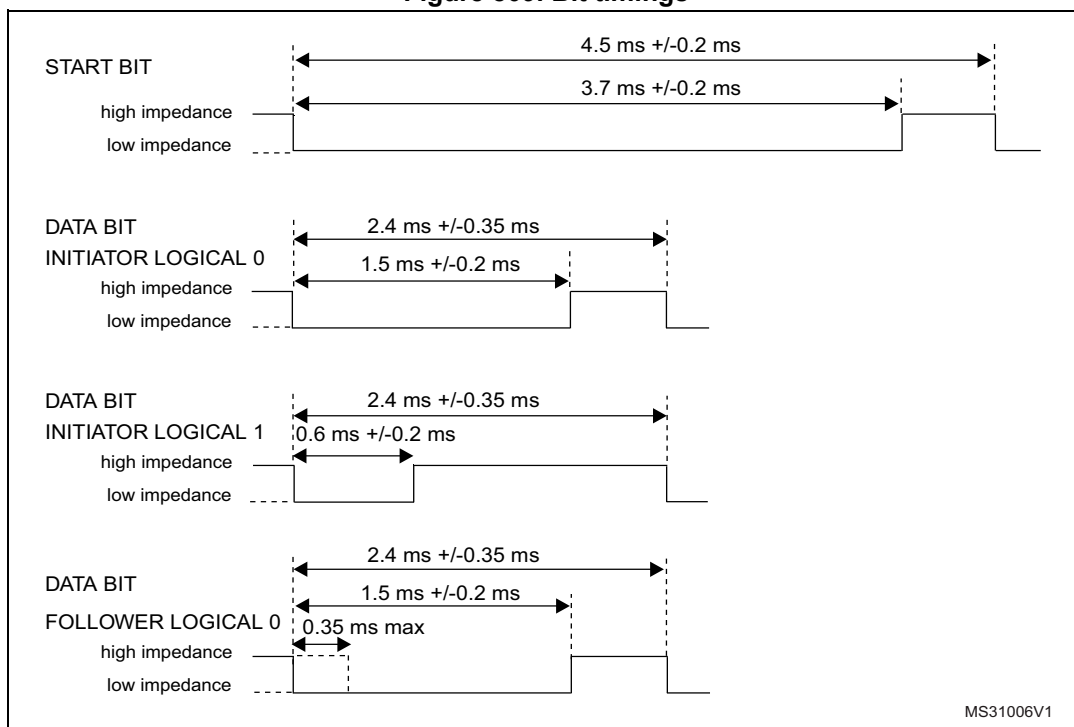 Figure Bit timings
START BIT
4.5 ms +/-0.2 ms
3.7 ms +/-0.2 ms
high impedance
low impedance
DATA BIT
INITIATOR LOGICAL 0
2.4 ms +/-0.35 ms
1.5 ms +/-0.2 ms
high impedance
low impedance
DATA BIT
INITIATOR LOGICAL 1
2.4 ms +/-0.35 ms
0.6 ms +/-0.2 ms
high impedance
low impedance
DATA BIT
FOLLOWER LOGICAL 0
2.4 ms +/-0.35 ms
1.5 ms +/-0.2 ms
0.35 ms max
high impedance
low impedance
MS31006V1